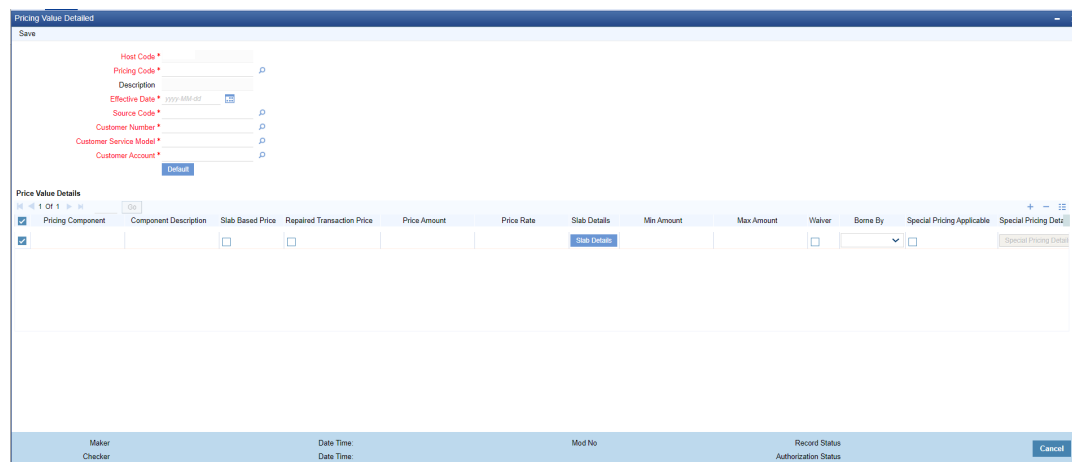 Pricing Value Detailed
Save
Host Code *
Pricing Code *
Description
Effective Date * yyyy-MM-dd
Source Code *
Customer Number *
Customer Service Model *
Customer Account *
Default
Price Value Details
1 Of 1 Go
Pricing Component Component Description Slab Based Price Repaired Transaction Price Price Amount Price Rate Slab Details Min Amount Max Amount Waiver Borne By Special Pricing Applicable Special Pricing Deta
Slab Details Special Pricing Detail
Maker Date Time: Mod No Record Status
Cancel
Checker Date Time: Authorization Status